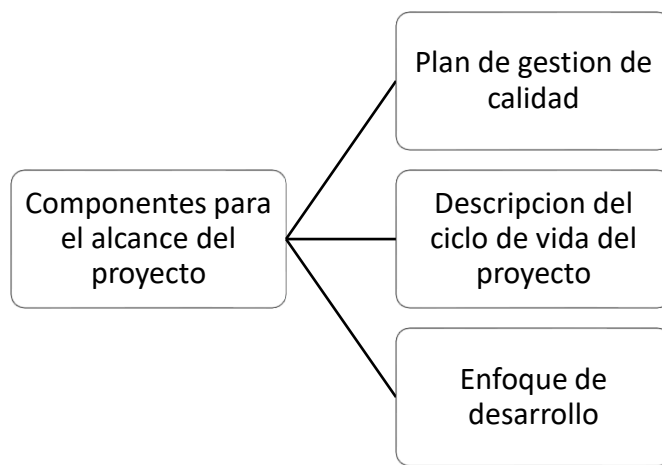 Plan de gestion de
calidad
Componentes para
el alcance del
proyecto
Descripcion del
ciclo de vida del
proyecto
Enfoque de
desarrollo